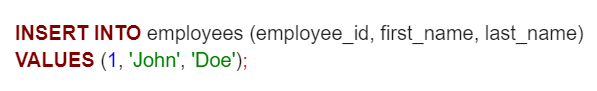 INSERT INTO employees (employee_id, first_name, last_name)
VALUES (1, 'John', 'Doe');